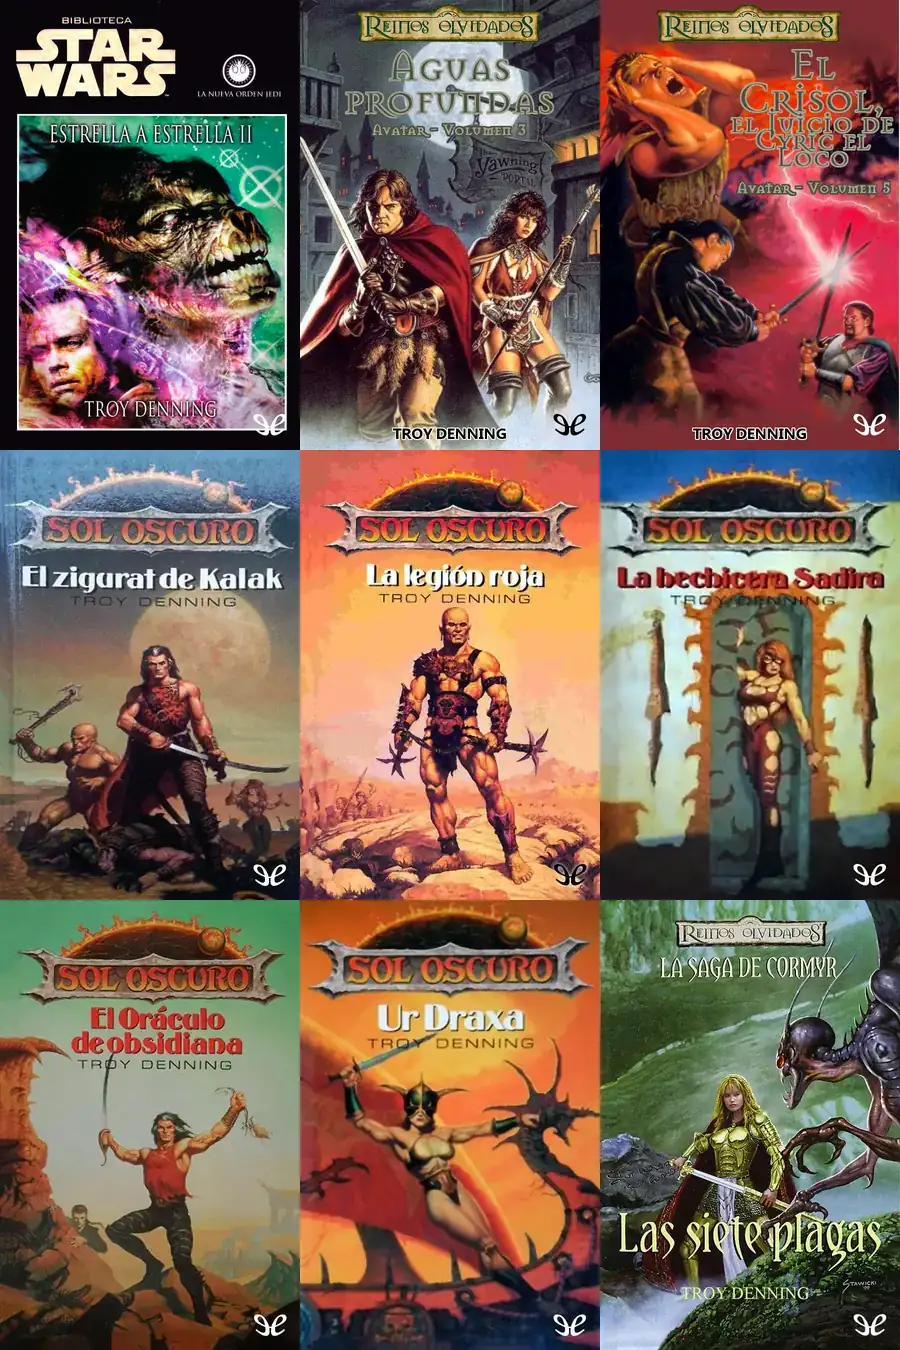 BIBLIOTECA
STAR
WARS
LA NUEVA ORDEN JEDI
ESTRELLA A ESTRELLA II
TROY DENNING
REINOS OLVIDADOS
AGUAS
PROFUNDAS
AVATAR - VOLUMEN 3
Yawning
PORTAL
TROY DENNING
REINOS OLVIDADOS
EL
CRISOL,
EL JUICIO DE
CYRIC EL
LOCO
AVATAR - VOLUMEN 5
TROY DENNING
SOL OSCURO
El zigurat de Kalak
TROY DENNING
SOL OSCURO
La legión roja
TROY DENNING
SOL OSCURO
La hechicera Sadira
TROY DENNING
SOL OSCURO
El Oráculo
de obsidiana
TROY DENNING
SOL OSCURO
Ur Draxa
TROY DENNING
REINOS OLVIDADOS
LA SAGA DE CORMYR
Las siete plagas
STAWICKI
TROY DENNING